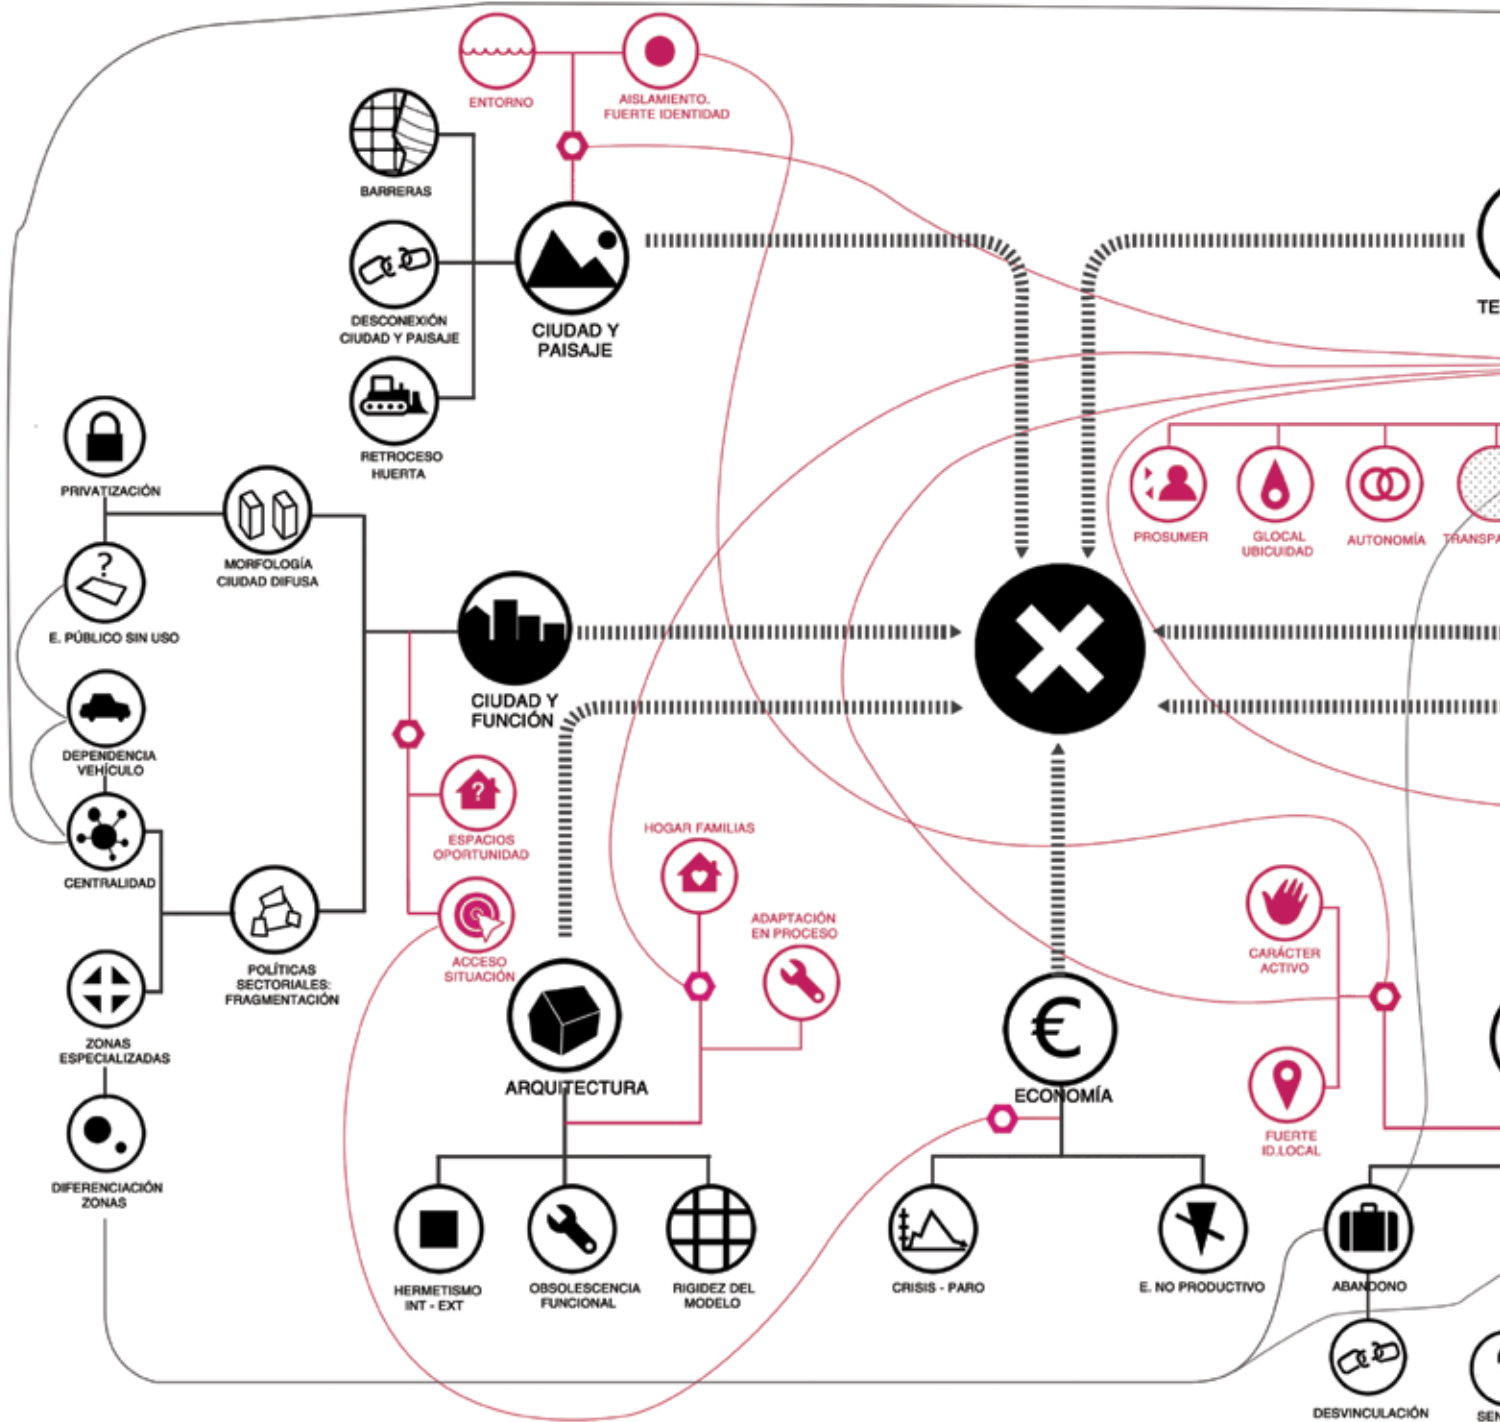 ENTORNO
AISLAMIENTO.
FUERTE IDENTIDAD
BARRERAS
DESCONEXIÓN
CIUDAD Y PAISAJE
CIUDAD Y
PAISAJE
RETROCESO
HUERTA
PRIVATIZACIÓN
MORFOLOGÍA
CIUDAD DIFUSA
?
E. PÚBLICO SIN USO
PROSUMER
GLOCAL
UBICUIDAD
AUTONOMÍA
CIUDAD Y
FUNCIÓN
DEPENDENCIA
VEHÍCULO
?
ESPACIOS
OPORTUNIDAD
CENTRALIDAD
HOGAR FAMILIAS
ADAPTACIÓN
EN PROCESO
ACCESO
SITUACIÓN
POLÍTICAS
SECTORIALES:
FRAGMENTACIÓN
CARÁCTER
ACTIVO
ZONAS
ESPECIALIZADAS
ARQUITECTURA
€
ECONOMÍA
FUERTE
ID.LOCAL
DIFERENCIACIÓN
ZONAS
HERMETISMO
INT - EXT
OBSOLESCENCIA
FUNCIONAL
RIGIDEZ DEL
MODELO
CRISIS - PARO
E. NO PRODUCTIVO
ABANDONO
DESVINCULACIÓN